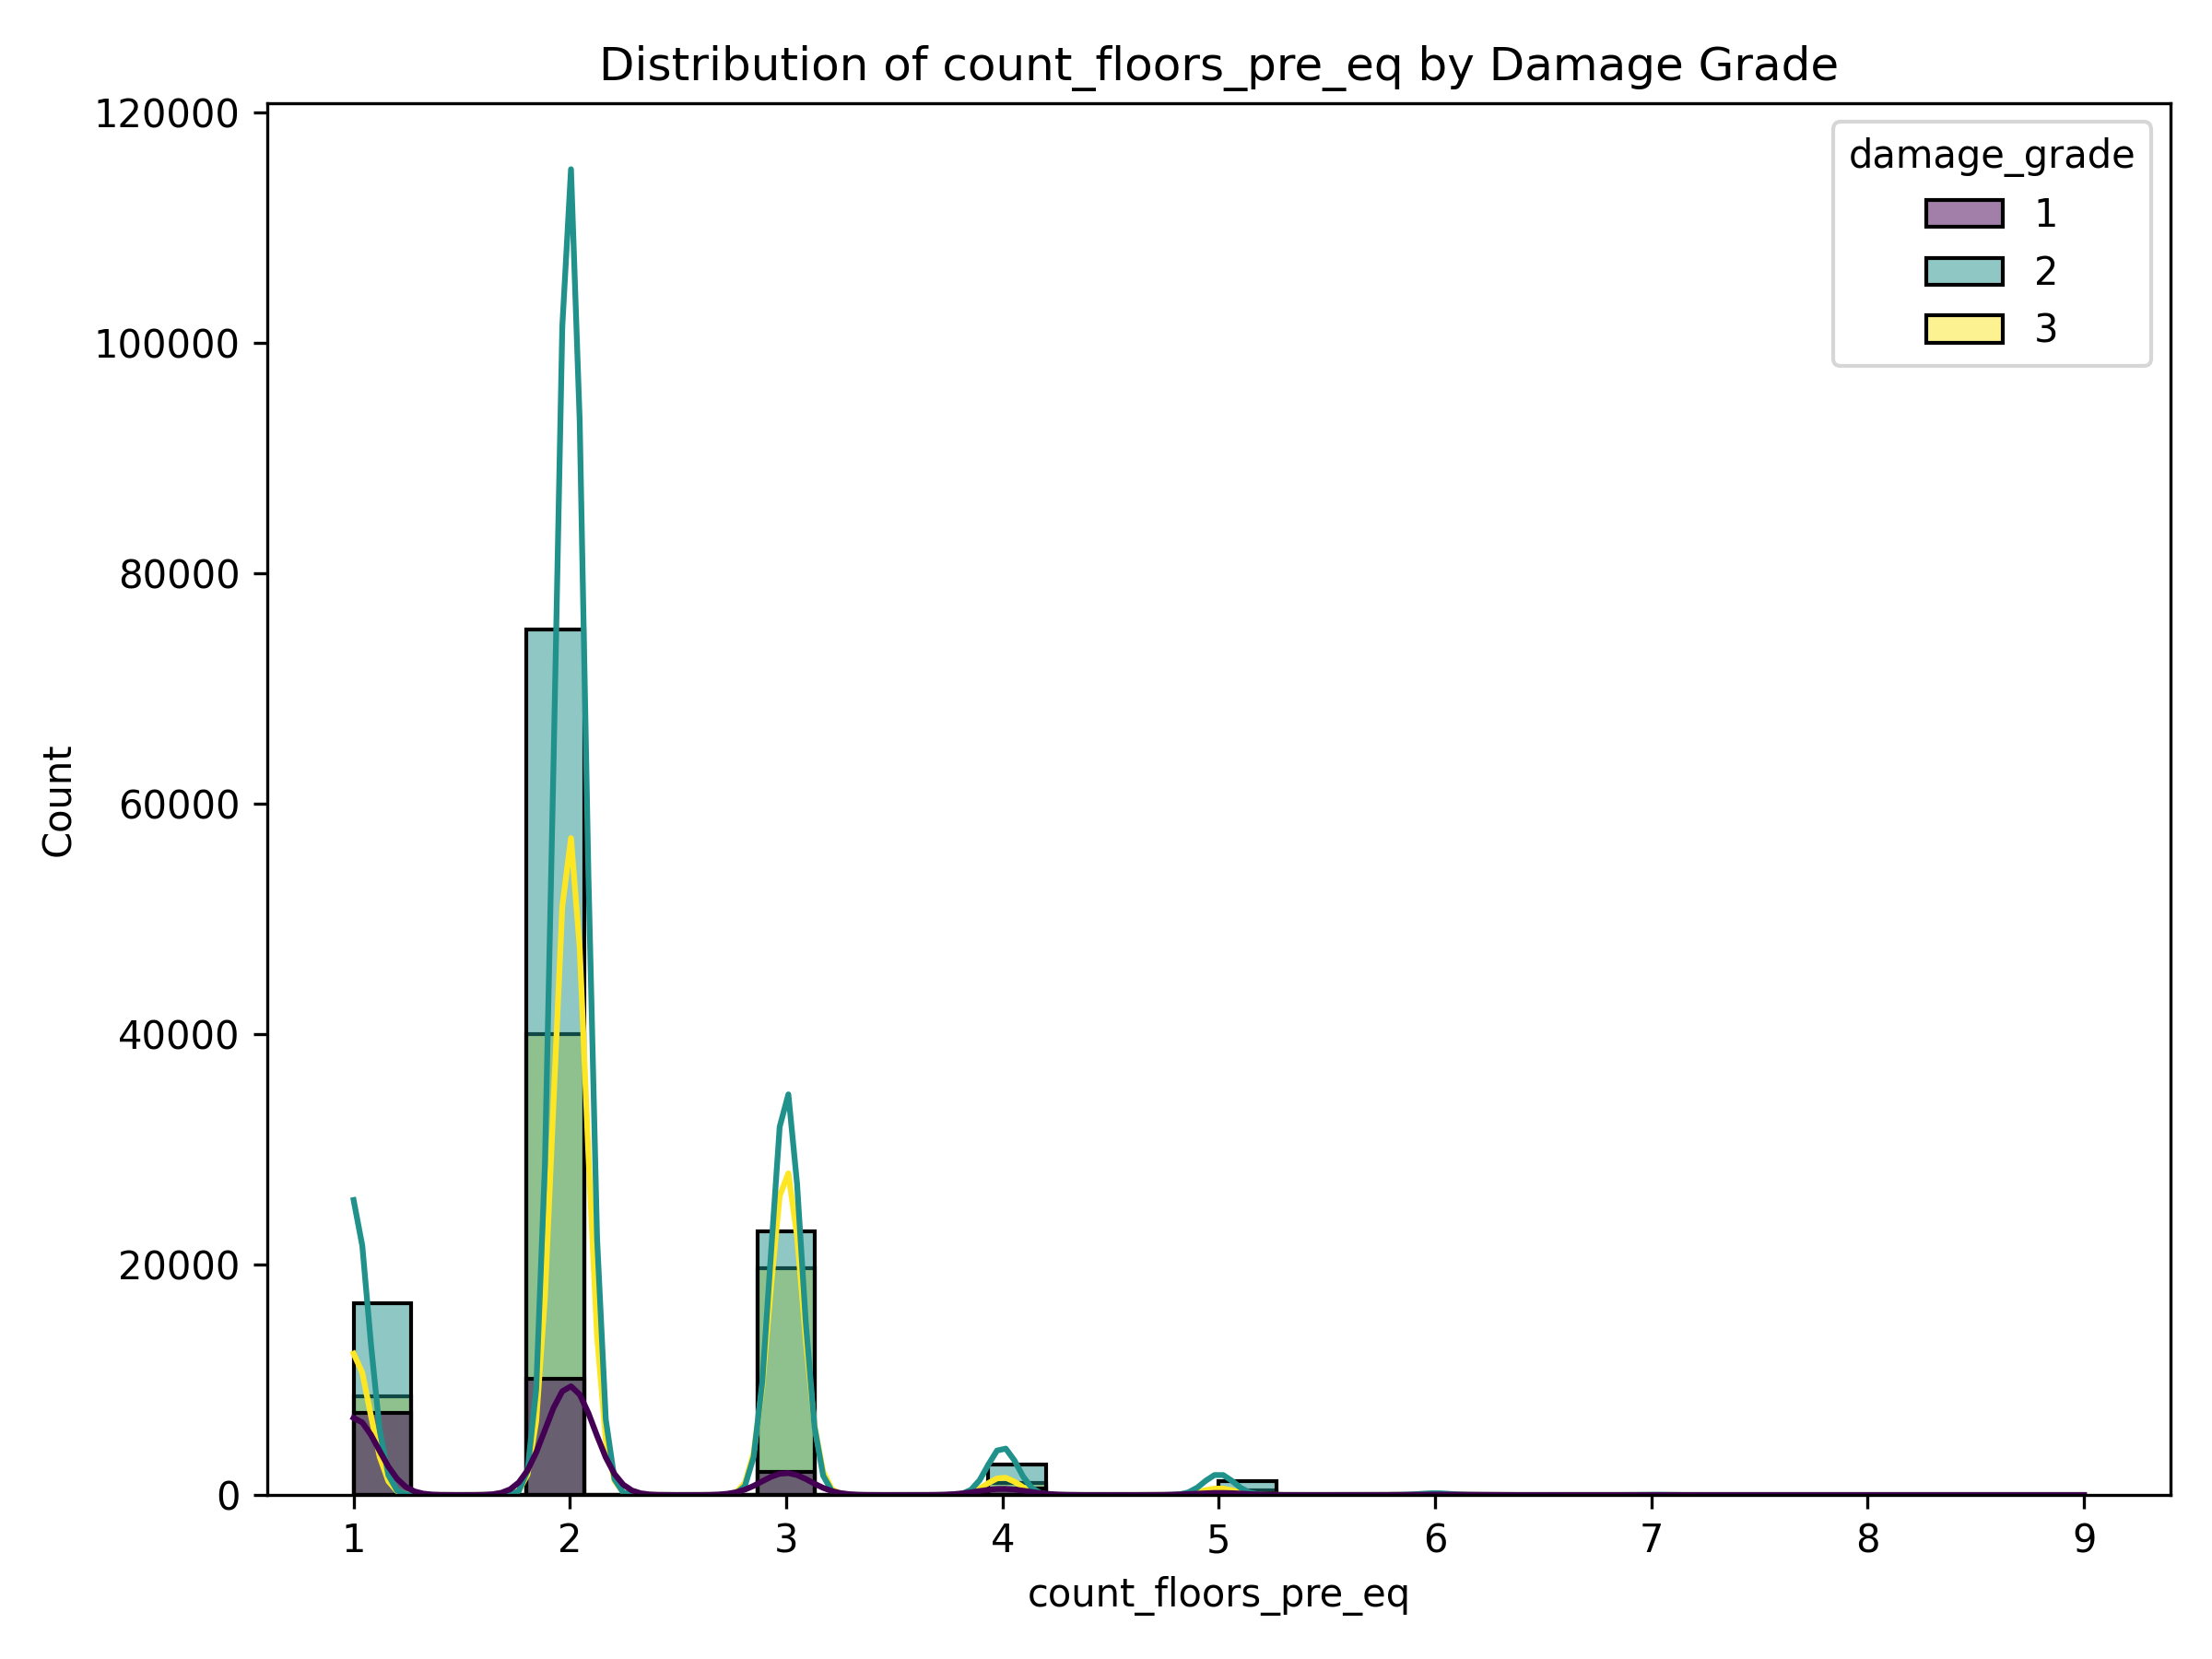 Distribution of count_floors_pre_eq by Damage Grade
120000
100000
80000
60000
40000
20000
0
Count
damage_grade
1
2
3
1 2 3 4 5 6 7 8 9
count_floors_pre_eq